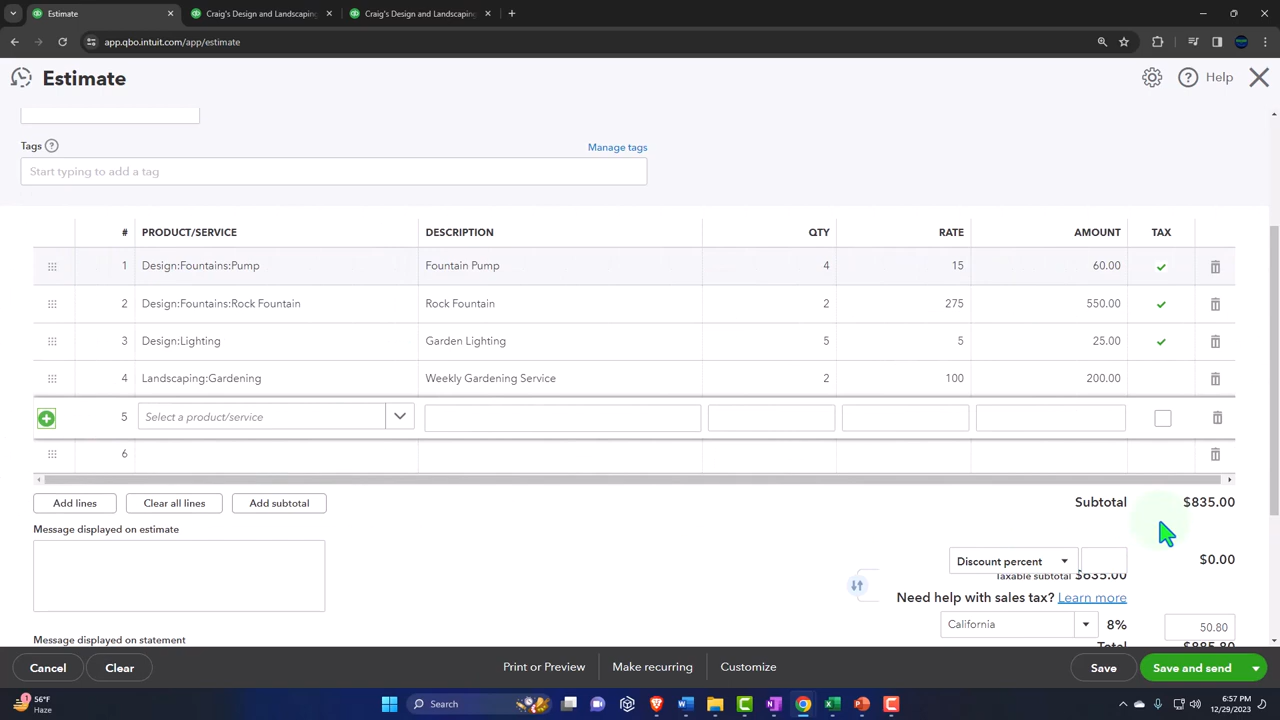 Estimate
Craig's Design and Landscaping
Craig's Design and Landscaping
app.qbo.intuit.com/app/estimate
Estimate
Help
Tags
Manage tags
Start typing to add a tag
# PRODUCT/SERVICE DESCRIPTION QTY RATE AMOUNT TAX
1 Design:Fountains:Pump Fountain Pump 4 15 60.00
2 Design:Fountains:Rock Fountain Rock Fountain 2 275 550.00
3 Design:Lighting Garden Lighting 5 5 25.00
4 Landscaping:Gardening Weekly Gardening Service 2 100 200.00
5 Select a product/service
6
Add lines Clear all lines Add subtotal
Subtotal $835.00
Message displayed on estimate
Discount percent $0.00
Taxable subtotal $635.00
Need help with sales tax? Learn more
California 8% 50.80
Message displayed on statement
Total $885.80
Cancel Clear Print or Preview Make recurring Customize Save Save and send
56°F
Haze
Search
6:57 PM
12/29/2023